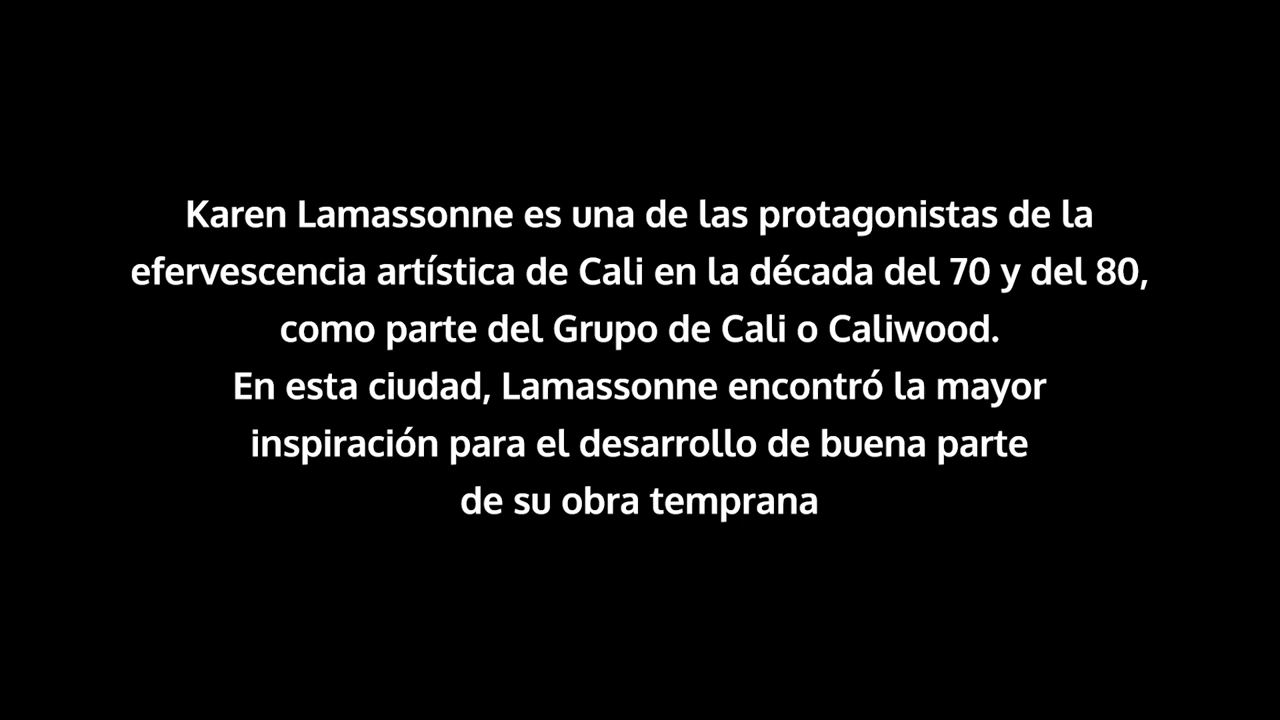 Karen Lamassonne es una de las protagonistas de la
efervescencia artística de Cali en la década del 70 y del 80,
como parte del Grupo de Cali o Caliwood.
En esta ciudad, Lamassonne encontró la mayor
inspiración para el desarrollo de buena parte
de su obra temprana